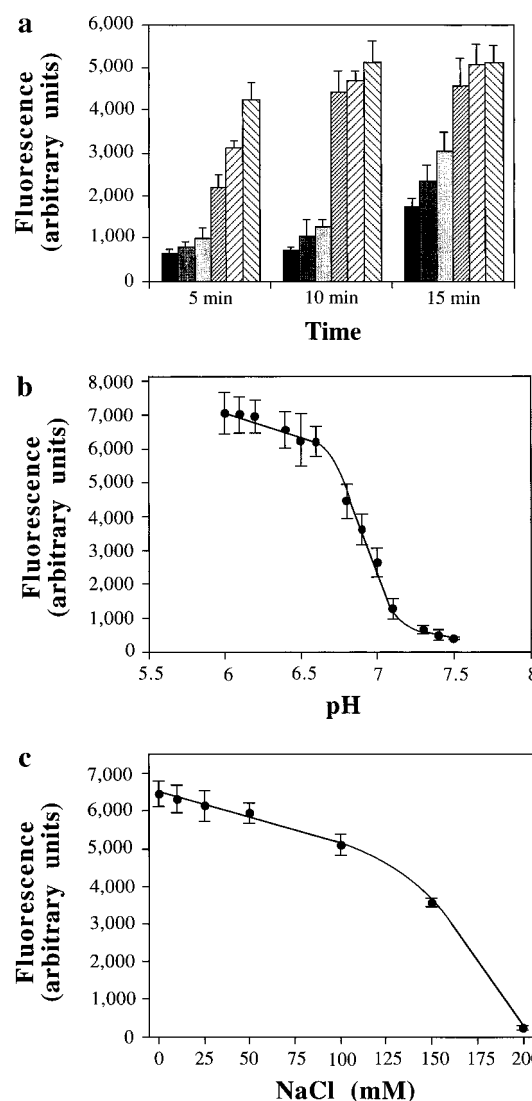 a
Fluorescence
(arbitrary units)
6,000
5,000
4,000
3,000
2,000
1,000
0
5 min 10 min 15 min
Time
b
Fluorescence
(arbitrary units)
8,000
7,000
6,000
5,000
4,000
3,000
2,000
1,000
0
5.5 6 6.5 7 7.5 8
pH
c
Fluorescence
(arbitrary units)
7,000
6,000
5,000
4,000
3,000
2,000
1,000
0
0 25 50 75 100 125 150 175 200
NaCl (mM)